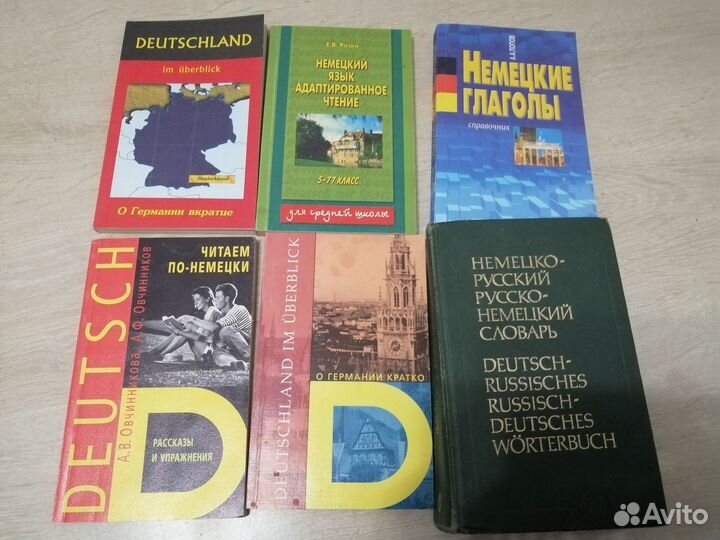 DEUTSCHLAND
im überblick
Deutschland
О Германии вкратце
Е.В. Розен
НЕМЕЦКИЙ
ЯЗЫК
АДАПТИРОВАННОЕ
ЧТЕНИЕ
5-11 КЛАСС
для средней школы
А.А.ПОПОВ
НЕМЕЦКИЕ
ГЛАГОЛЫ
справочник
DEUTSCH
А.В.ОВЧИННИКОВА, А.Ф.ОВЧИННИКОВ
ЧИТАЕМ
ПО-НЕМЕЦКИ
D
РАССКАЗЫ
И УПРАЖНЕНИЯ
DEUTSCHLAND IM ÜBERBLICK
О ГЕРМАНИИ КРАТКО
D
НЕМЕЦКО-
РУССКИЙ
РУССКО-
НЕМЕЦКИЙ
СЛОВАРЬ
DEUTSCH-
RUSSISCHES
RUSSISCH-
DEUTSCHES
WÖRTERBUCH
Avito